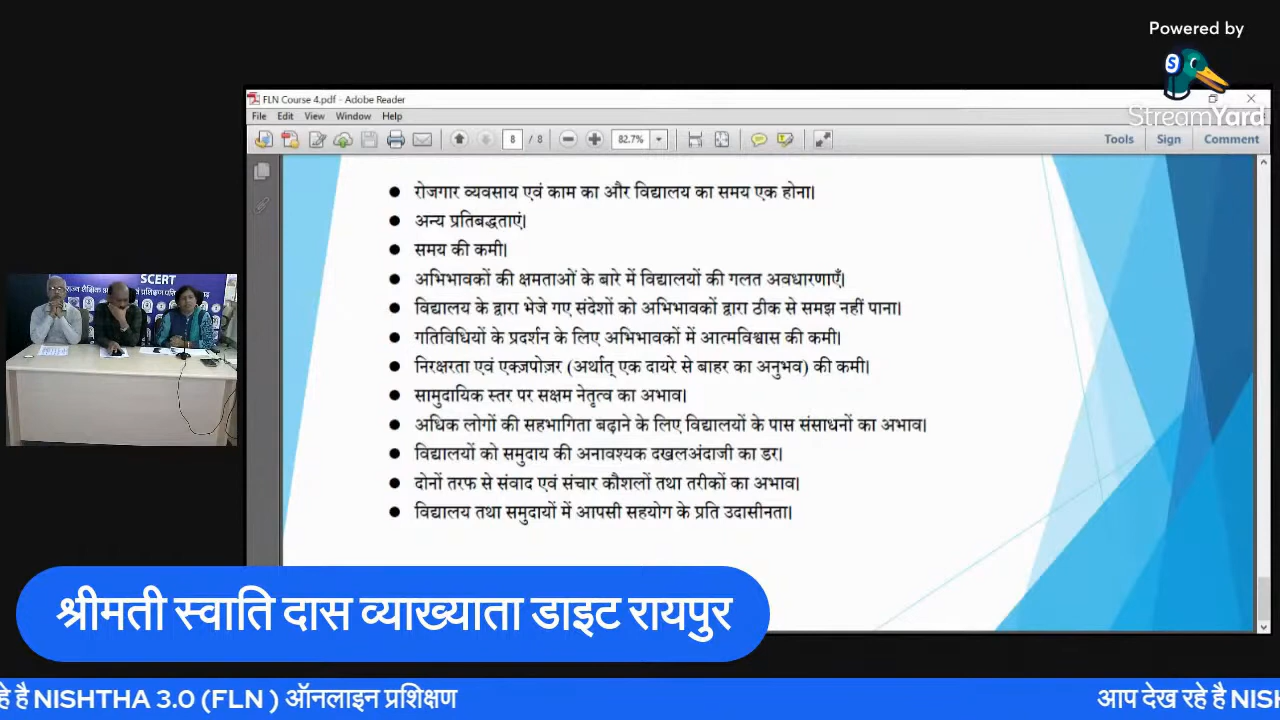 Powered by
StreamYard
FLN Course 4.pdf - Adobe Reader
File Edit View Window Help
8 / 8 82.7% Tools Sign Comment
रोजगार व्यवसाय एवं काम का और विद्यालय का समय एक होना।
अन्य प्रतिबद्धताएं।
समय की कमी।
अभिभावकों की क्षमताओं के बारे में विद्यालयों की गलत अवधारणाएँ।
विद्यालय के द्वारा भेजे गए संदेशों को अभिभावकों द्वारा ठीक से समझ नहीं पाना।
गतिविधियों के प्रदर्शन के लिए अभिभावकों में आत्मविश्वास की कमी।
निरक्षरता एवं एक्ज़पोज़र (अर्थात् एक दायरे से बाहर का अनुभव) की कमी।
सामुदायिक स्तर पर सक्षम नेतृत्व का अभाव।
अधिक लोगों की सहभागिता बढ़ाने के लिए विद्यालयों के पास संसाधनों का अभाव।
विद्यालयों को समुदाय की अनावश्यक दखलअंदाजी का डर।
दोनों तरफ से संवाद एवं संचार कौशलों तथा तरीकों का अभाव।
विद्यालय तथा समुदायों में आपसी सहयोग के प्रति उदासीनता।
SCERT
राज्य शैक्षिक
श्रीमती स्वाति दास व्याख्याता डाइट रायपुर
रहे है NISHTHA 3.0 (FLN ) ऑनलाइन प्रशिक्षण
आप देख रहे है NISH